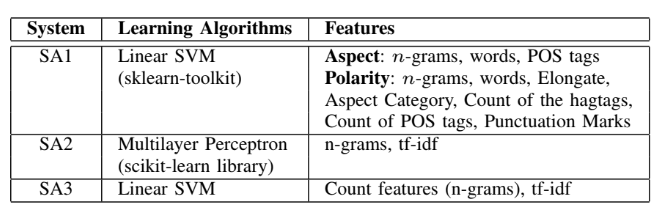 System Learning Algorithms Features
SA1 Linear SVM Aspect: n-grams, words, POS tags
(sklearn-toolkit) Polarity: n-grams, words, Elongate,
Aspect Category, Count of the hagtags,
Count of POS tags, Punctuation Marks
SA2 Multilayer Perceptron n-grams, tf-idf
(scikit-learn library)
SA3 Linear SVM Count features (n-grams), tf-idf